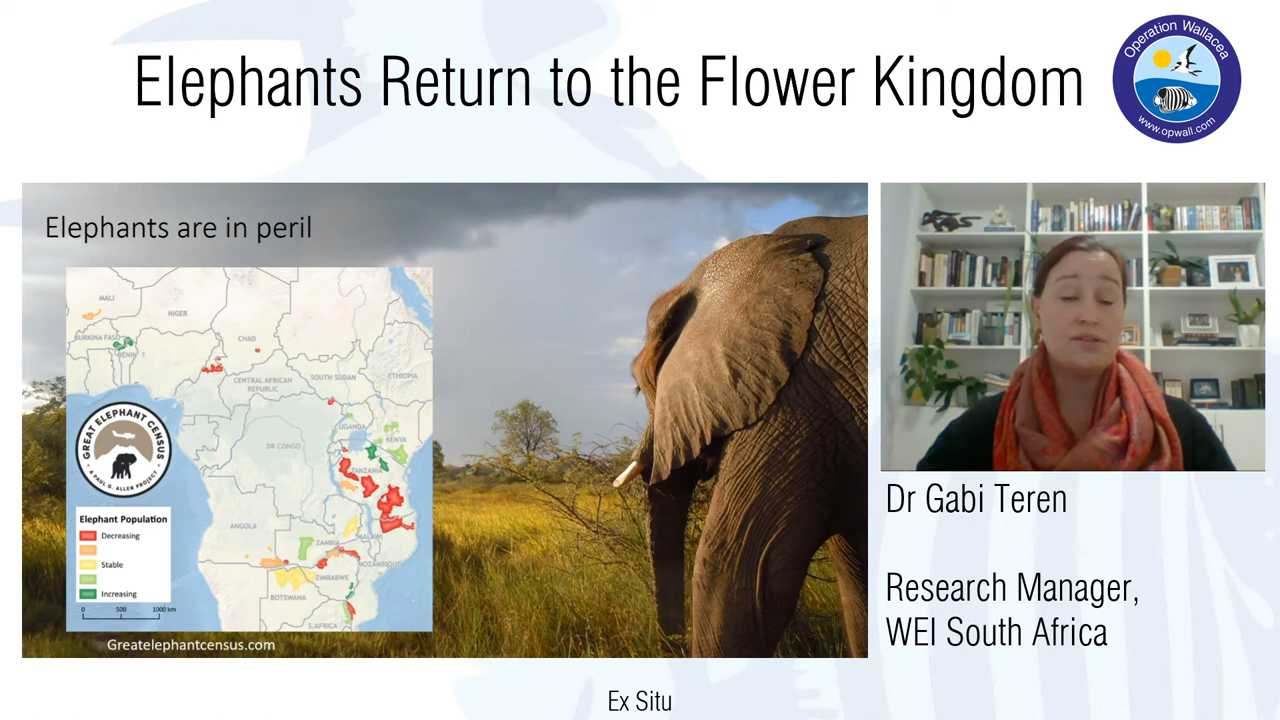 Elephants Return to the Flower Kingdom
Operation Wallacea
www.opwall.com
Elephants are in peril
MALI
NIGER
CHAD
BURKINA FASO
BENIN
CENTRAL AFRICAN
REPUBLIC
SOUTH SUDAN
ETHIOPIA
UGANDA
KENYA
DR CONGO
TANZANIA
GREAT ELEPHANT CENSUS
A PAUL G. ALLEN PROJECT
Elephant Population
Decreasing
Stable
Increasing
0 500 1000 km
ANGOLA
ZAMBIA
MALAWI
MOZAMBIQUE
ZIMBABWE
BOTSWANA
S.AFRICA
Greatelephantcensus.com
Dr Gabi Teren
Research Manager,
WEI South Africa
Ex Situ